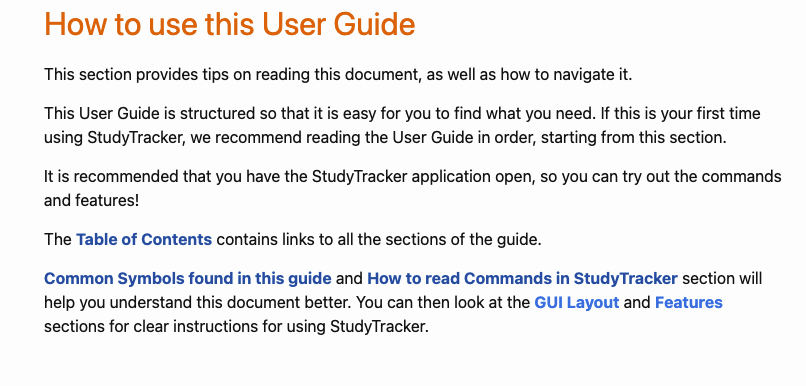 How to use this User Guide
This section provides tips on reading this document, as well as how to navigate it.
This User Guide is structured so that it is easy for you to find what you need. If this is your first time
using StudyTracker, we recommend reading the User Guide in order, starting from this section.
It is recommended that you have the StudyTracker application open, so you can try out the commands
and features!
The Table of Contents contains links to all the sections of the guide.
Common Symbols found in this guide and How to read Commands in StudyTracker section will
help you understand this document better. You can then look at the GUI Layout and Features
sections for clear instructions for using StudyTracker.